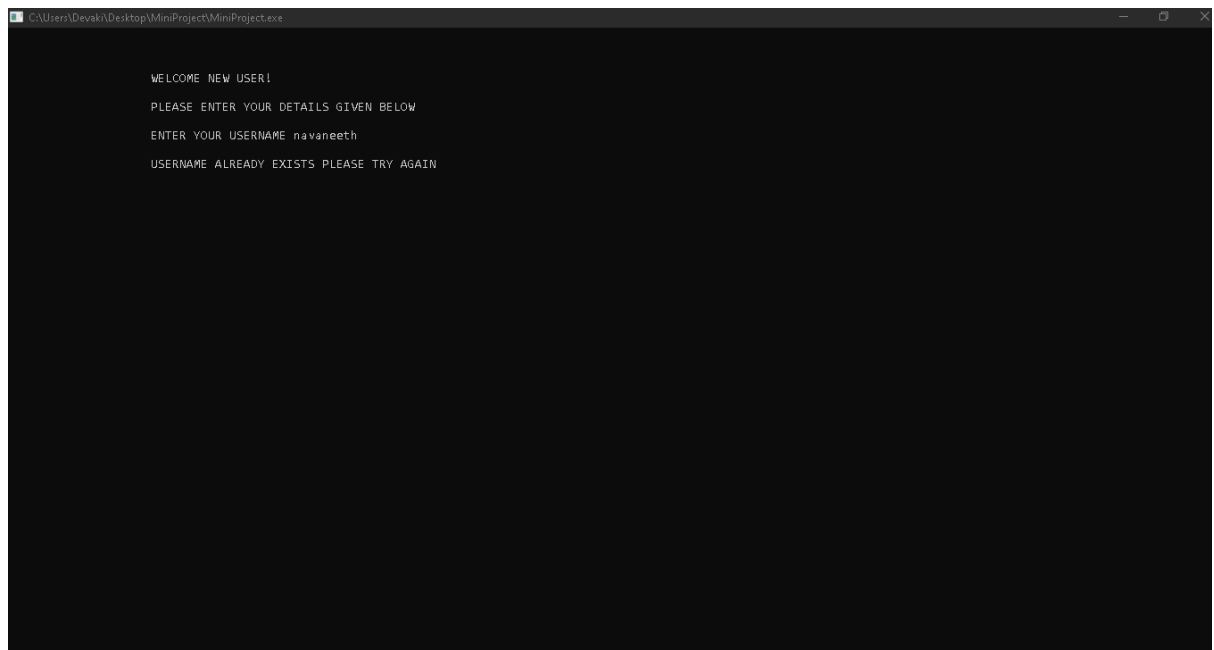 C:\Users\Devaki\Desktop\MiniProject\MiniProject.exe
WELCOME NEW USER!
PLEASE ENTER YOUR DETAILS GIVEN BELOW
ENTER YOUR USERNAME navaneeth
USERNAME ALREADY EXISTS PLEASE TRY AGAIN